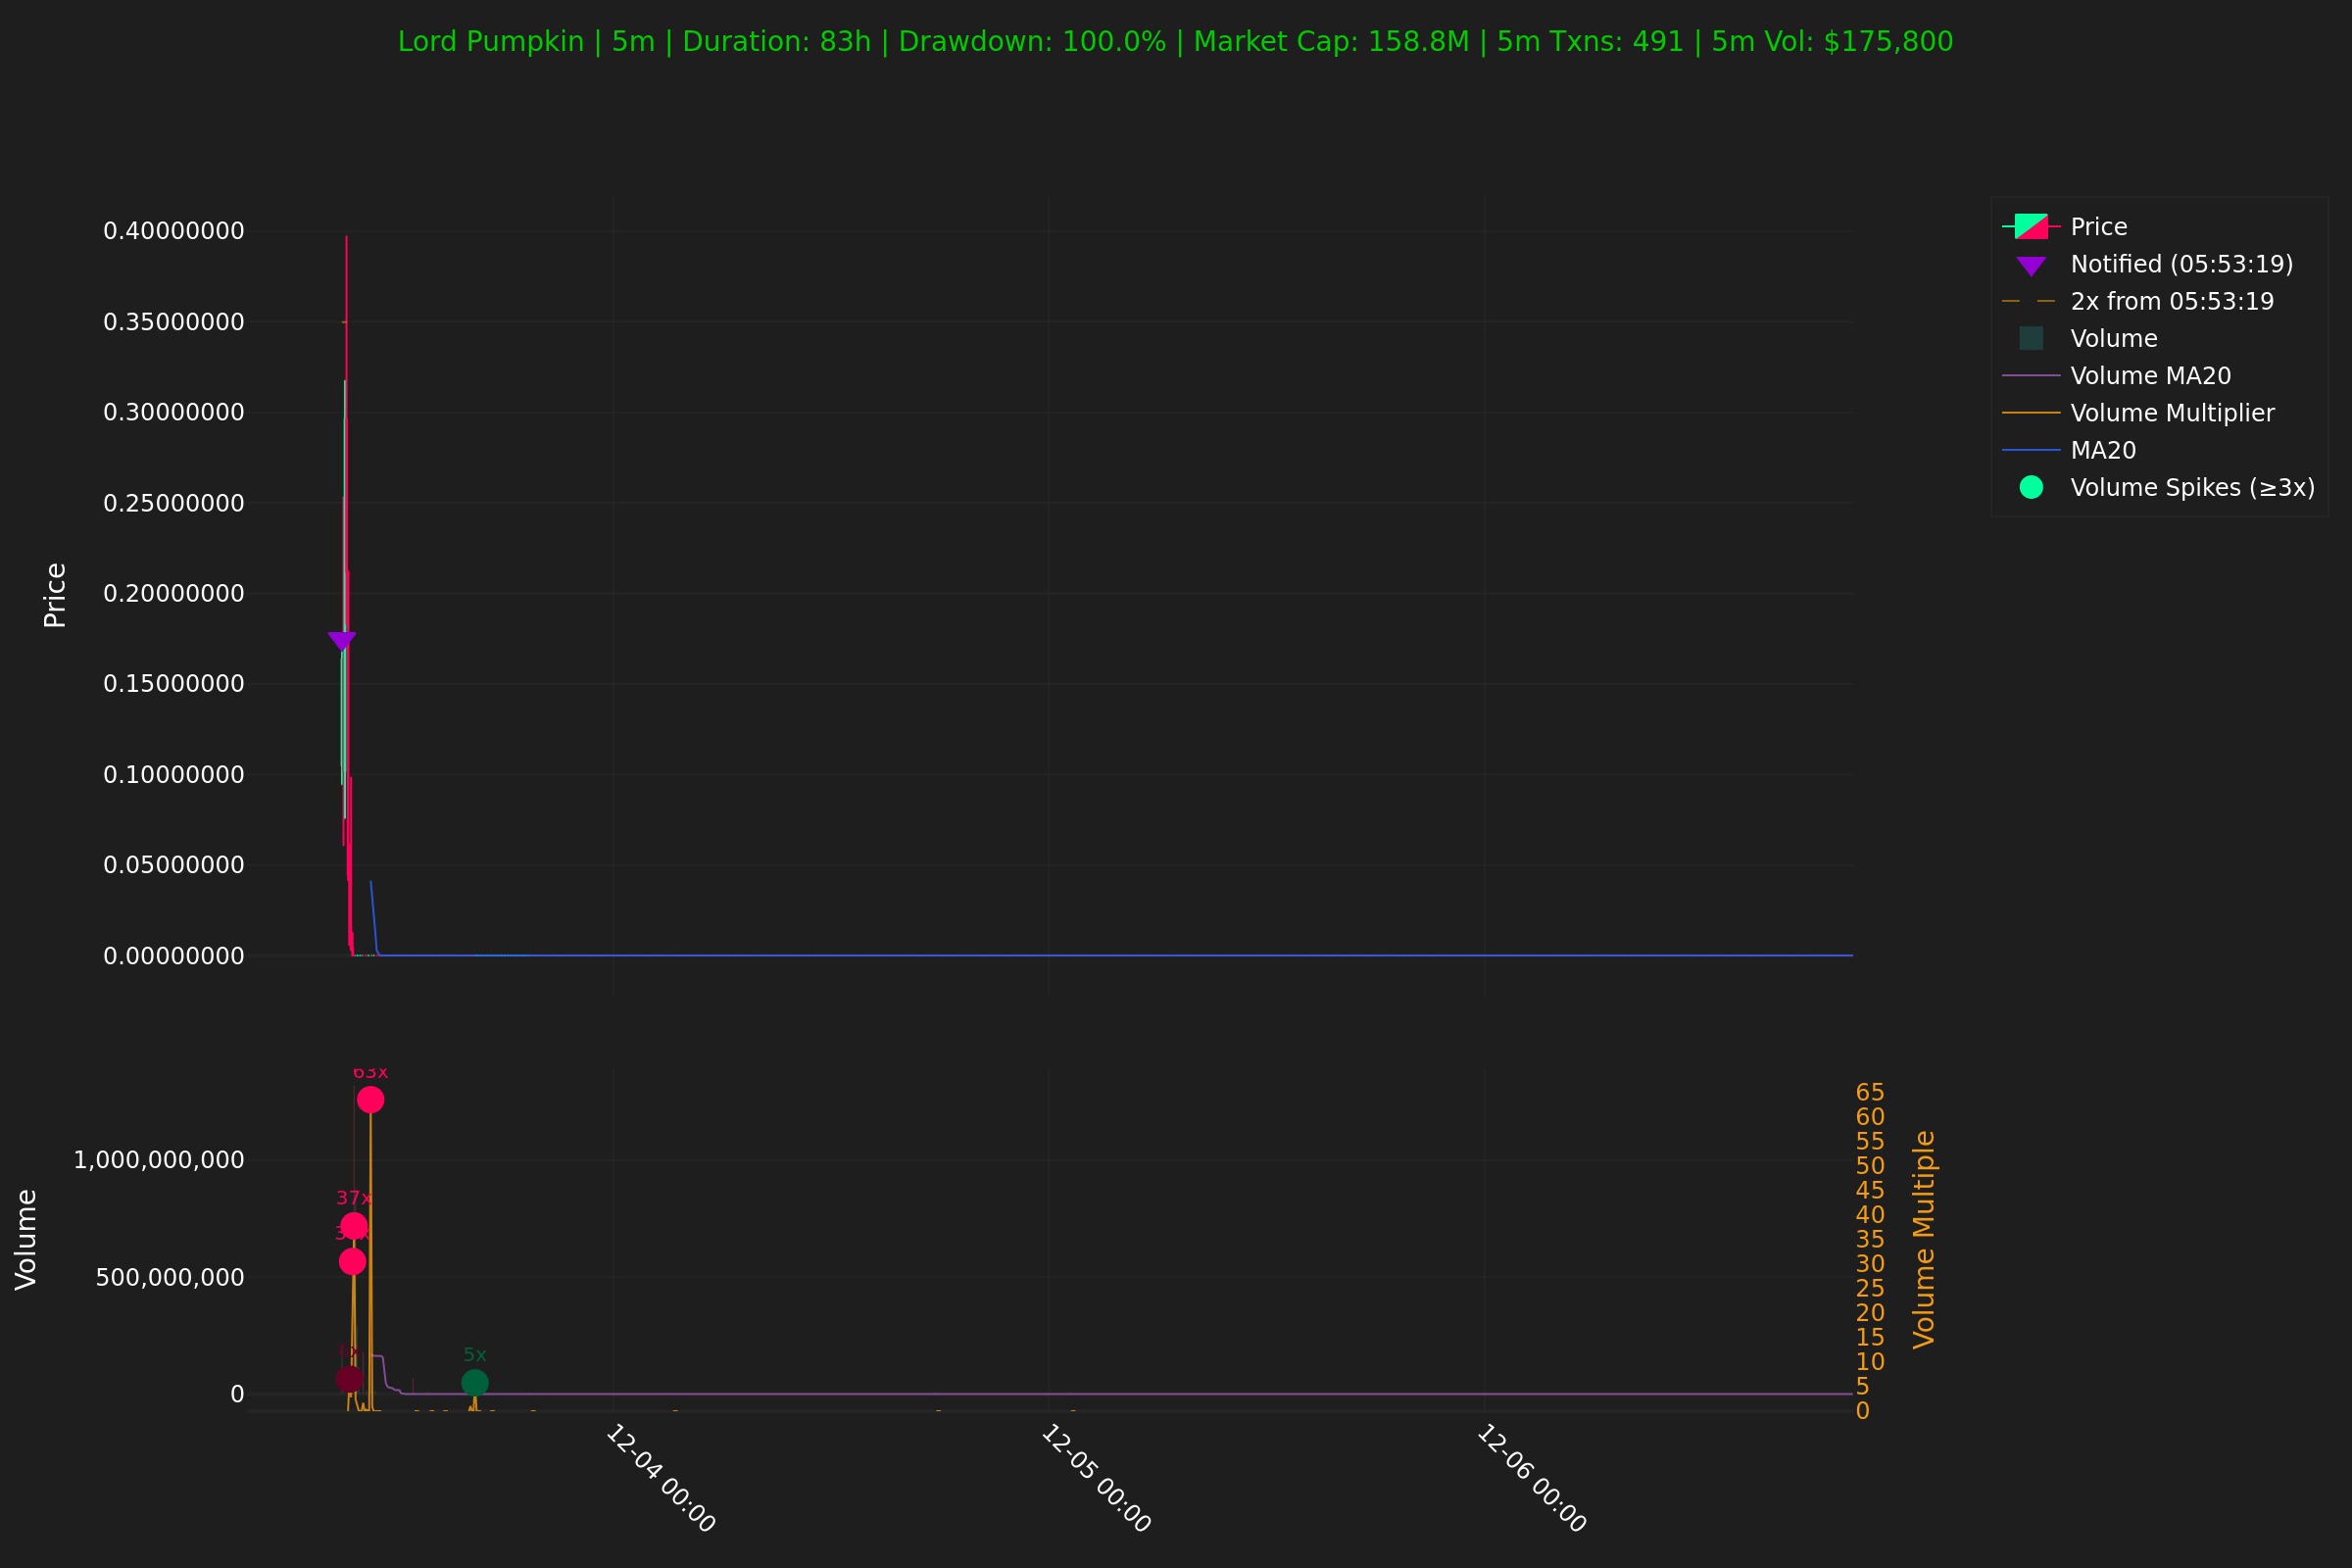 Lord Pumpkin | 5m | Duration: 83h | Drawdown: 100.0% | Market Cap: 158.8M | 5m Txns: 491 | 5m Vol: $175,800
Price
0.40000000
0.35000000
0.30000000
0.25000000
0.20000000
0.15000000
0.10000000
0.05000000
0.00000000
Price
Notified (05:53:19)
2x from 05:53:19
Volume
Volume MA20
Volume Multiplier
MA20
Volume Spikes (≥3x)
Volume
1,000,000,000
500,000,000
0
63x
37x
5x
65
60
55
50
45
40
35
30
25
20
15
10
5
0
Volume Multiple
12-04 00:00
12-05 00:00
12-06 00:00